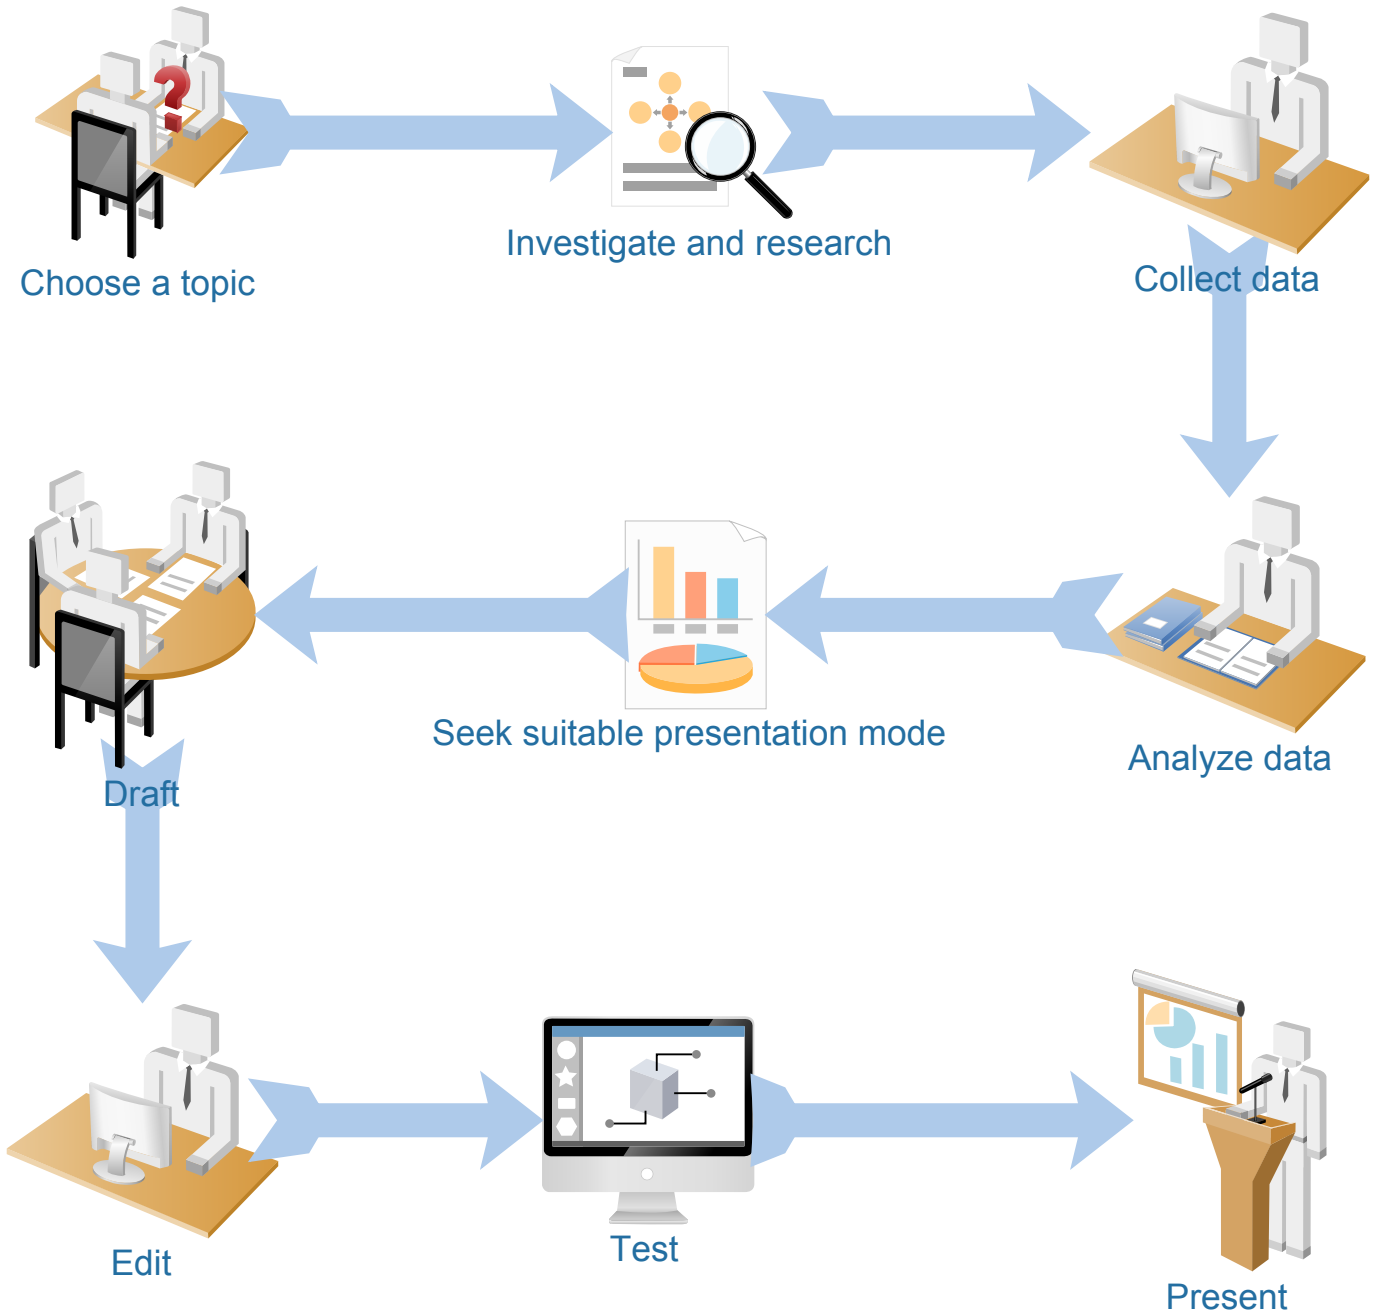 Choose a topic
Investigate and research
Collect data
Analyze data
Seek suitable presentation mode
Draft
Edit
Test
Present